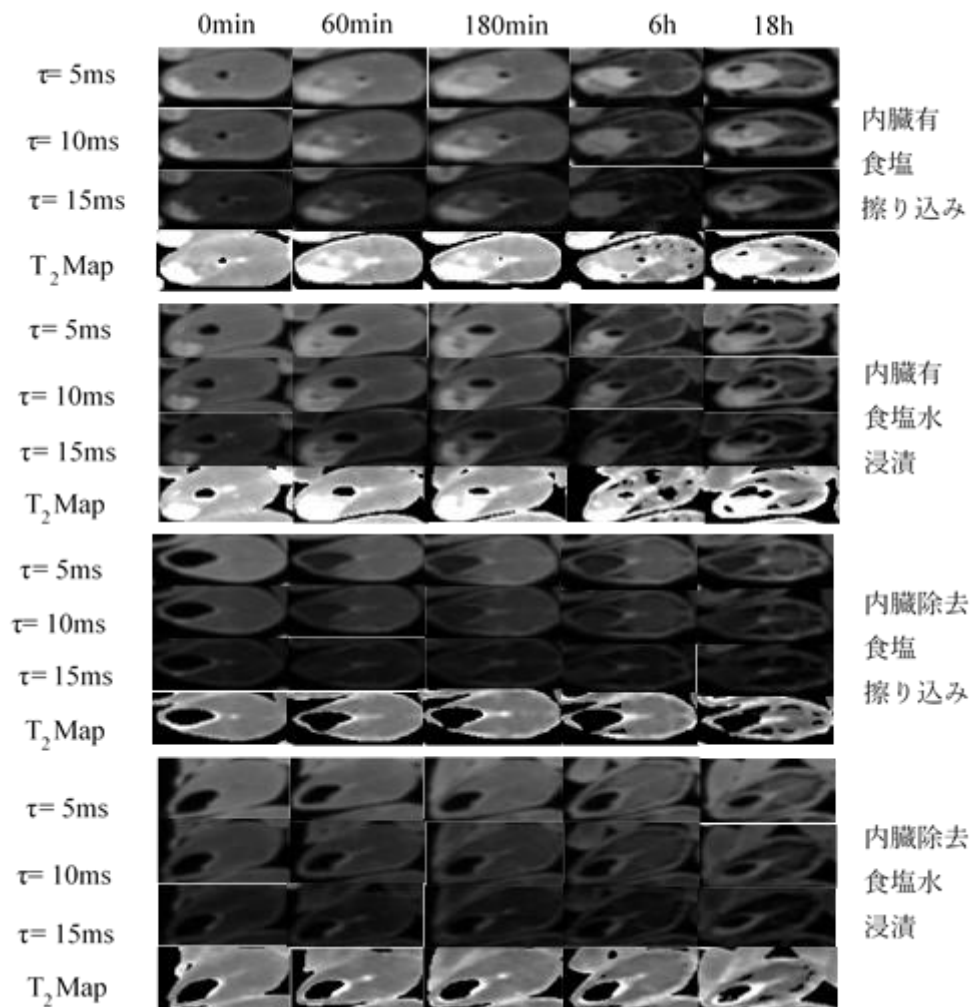 0min 60min 180min 6h 18h
τ= 5ms
τ= 10ms
τ= 15ms
T2Map
内臓有
食塩
擦り込み
τ= 5ms
τ= 10ms
τ= 15ms
T2Map
内臓有
食塩水
浸漬
τ= 5ms
τ= 10ms
τ= 15ms
T2Map
内臓除去
食塩
擦り込み
τ= 5ms
τ= 10ms
τ= 15ms
T2Map
内臓除去
食塩水
浸漬